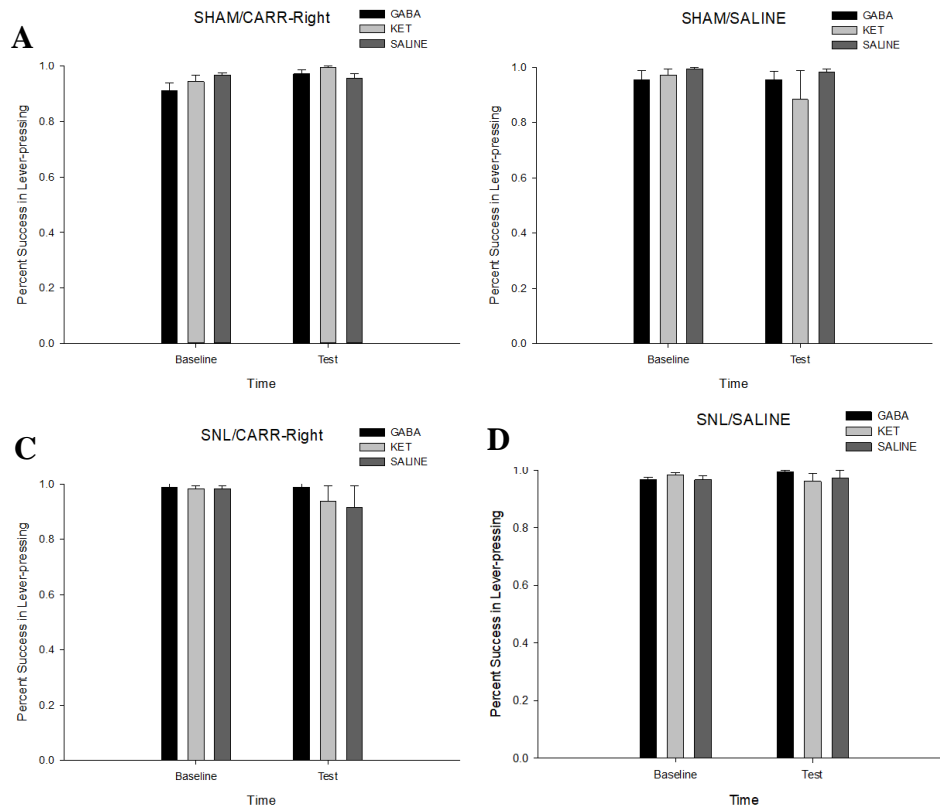 A
SHAM/CARR-Right
GABA
KET
SALINE
Percent Success in Lever-pressing
1.0
0.8
0.6
0.4
0.2
0.0
Baseline
Test
Time
SHAM/SALINE
GABA
KET
SALINE
Percent Success in Lever-pressing
1.0
0.8
0.6
0.4
0.2
0.0
Baseline
Test
Time
C
SNL/CARR-Right
GABA
KET
SALINE
Percent Success in Lever-pressing
1.0
0.8
0.6
0.4
0.2
0.0
Baseline
Test
Time
D
SNL/SALINE
GABA
KET
SALINE
Percent Success in Lever-pressing
1.0
0.8
0.6
0.4
0.2
0.0
Baseline
Test
Time